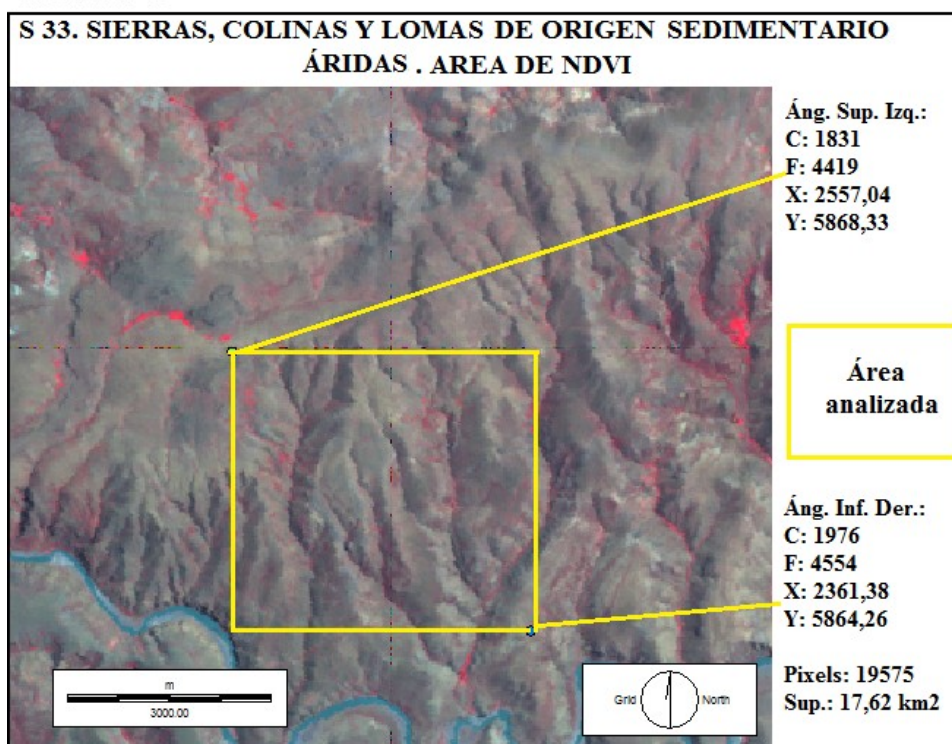 S 33. SIERRAS, COLINAS Y LOMAS DE ORIGEN SEDIMENTARIO
ÁRIDAS . AREA DE NDVI
Áng. Sup. Izq.:
C: 1831
F: 4419
X: 2557,04
Y: 5868,33
Área
analizada
Áng. Inf. Der.:
C: 1976
F: 4554
X: 2361,38
Y: 5864,26
Pixels: 19575
Sup.: 17,62 km2
m
3000.00
Grid North